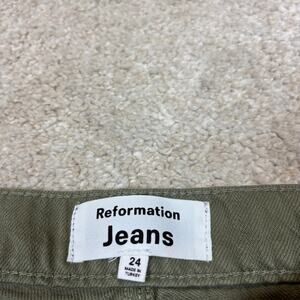 Reformation
Jeans
24
MADE IN
TURKEY